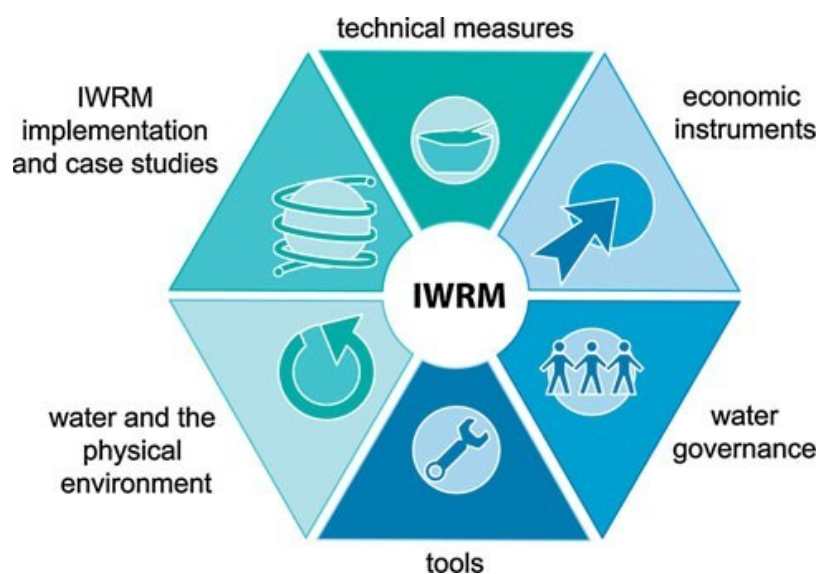 technical measures
IWRM
implementation
and case studies
economic
instruments
IWRM
water and the
physical
environment
water
governance
tools